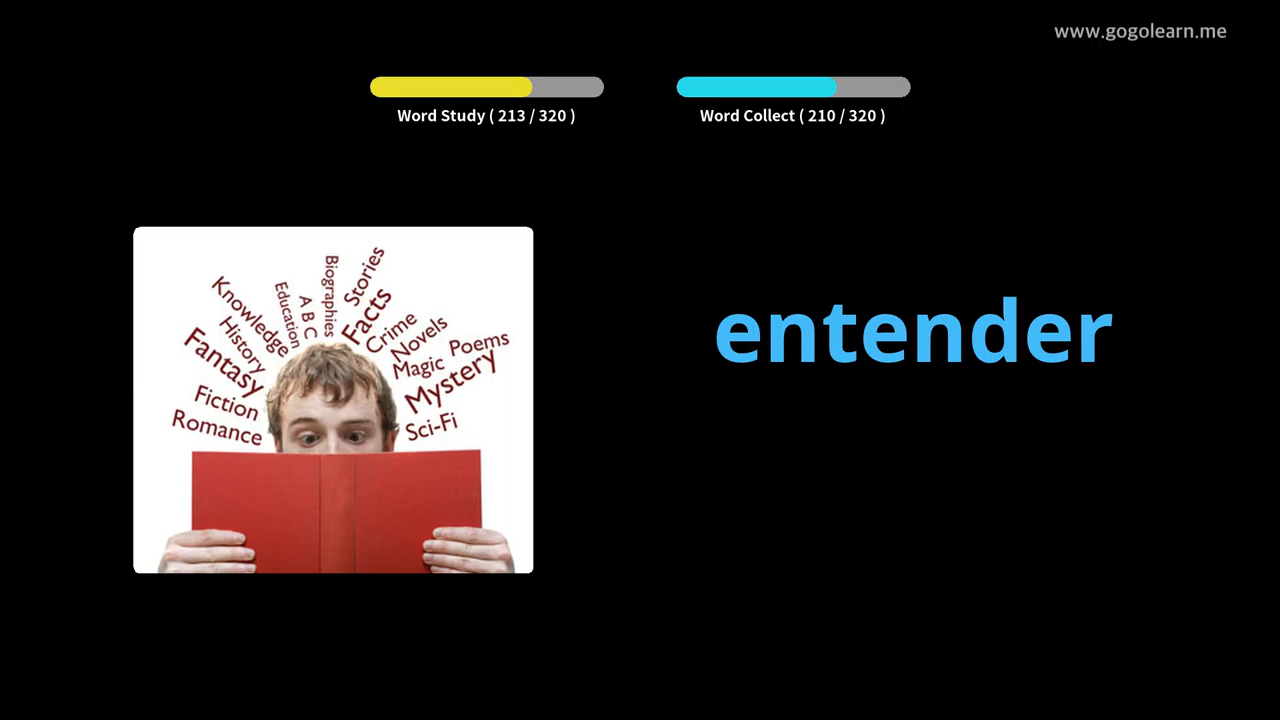 www.gogolearn.me
Word Study ( 213 / 320 )
Word Collect ( 210 / 320 )
entender
Biographies
Stories
Education
A B C
Facts
Knowledge
Crime
History
Novels
Poems
Fantasy
Magic
Mystery
Fiction
Romance
Sci-Fi